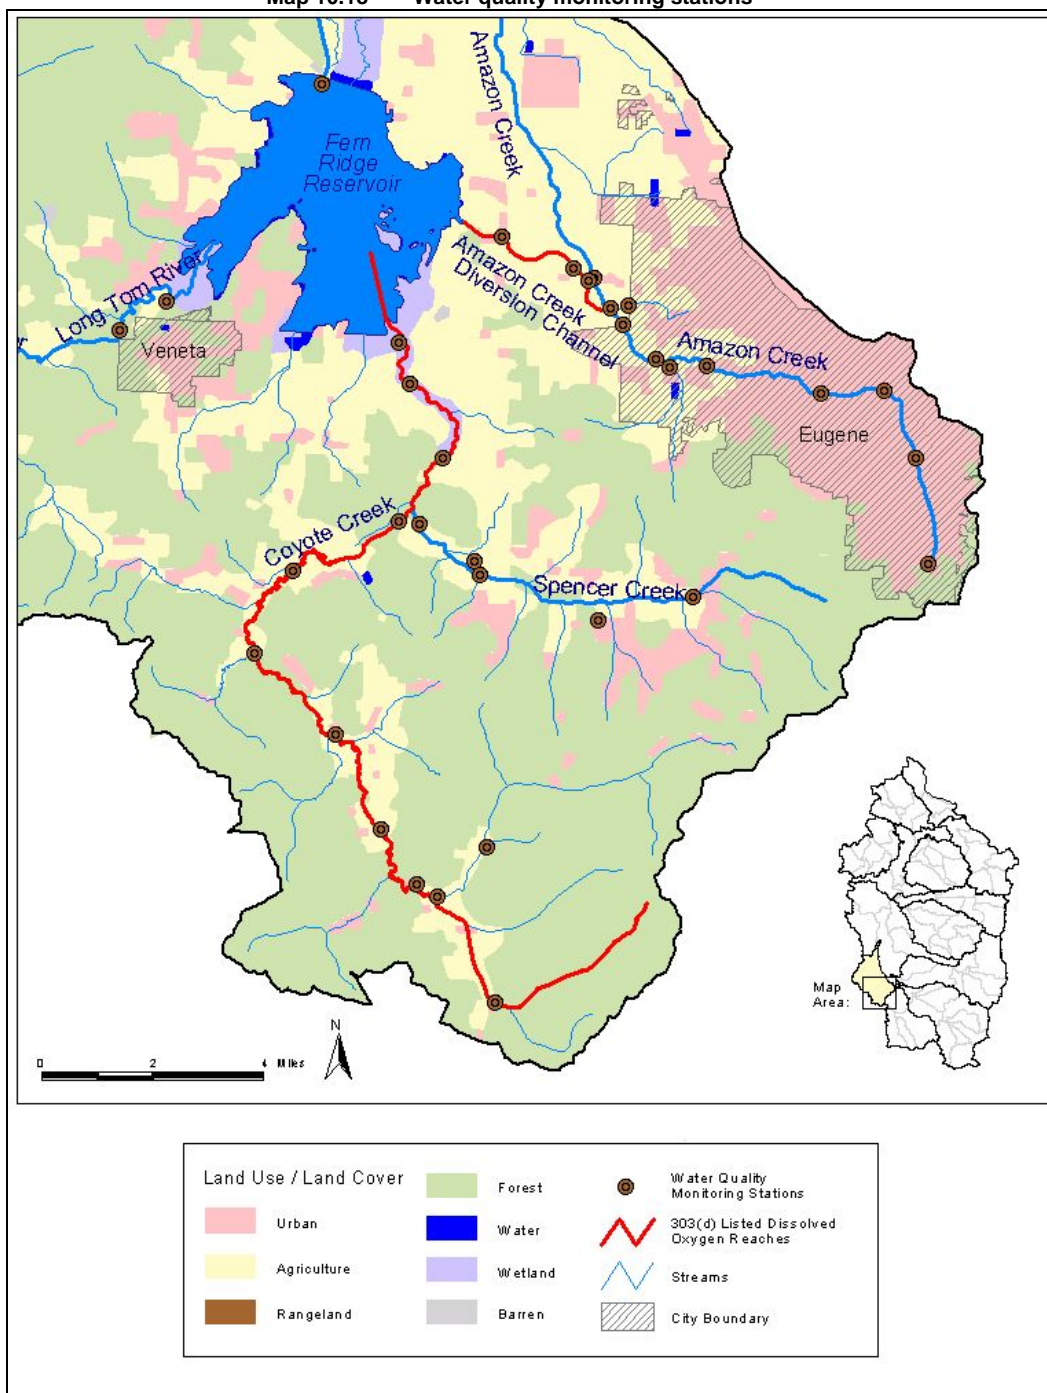 Water quality monitoring stations
Amazon Creek
Fern
Ridge
Reservoir
Long Tom River
Amazon Creek
Diversion Channel
Veneta
Amazon Creek
Eugene
Coyote Creek
Spencer Creek
Map
Area:
N
0 2 4 Miles
Land Use / Land Cover
Urban
Agriculture
Rangeland
Forest
Water
Wetland
Barren
Water Quality
Monitoring Stations
303(d) Listed Dissolved
Oxygen Reaches
Streams
City Boundary